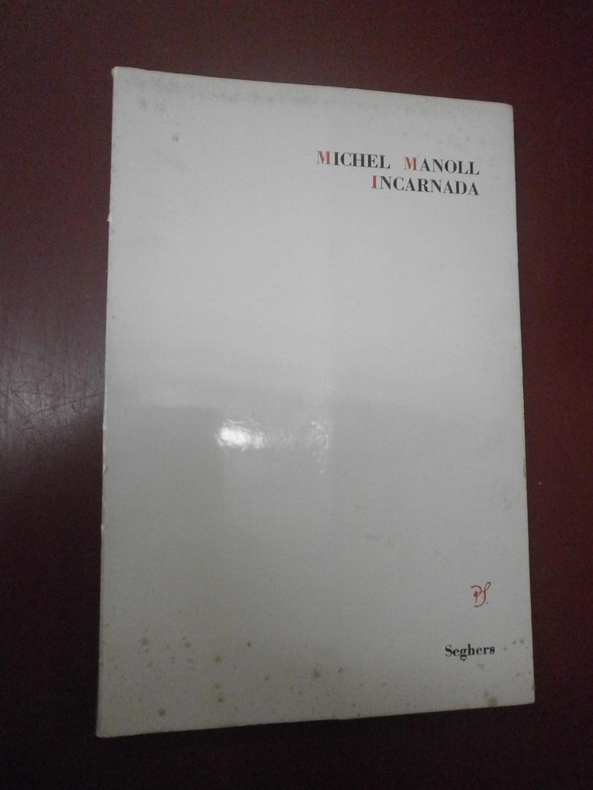 MICHEL MANOLL
INCARNADA
PS.
Seghers